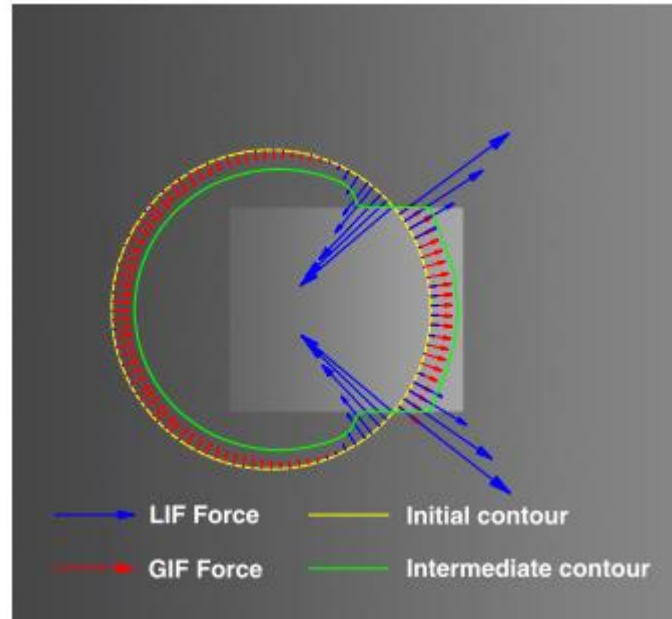 LIF Force
Initial contour
GIF Force
Intermediate contour